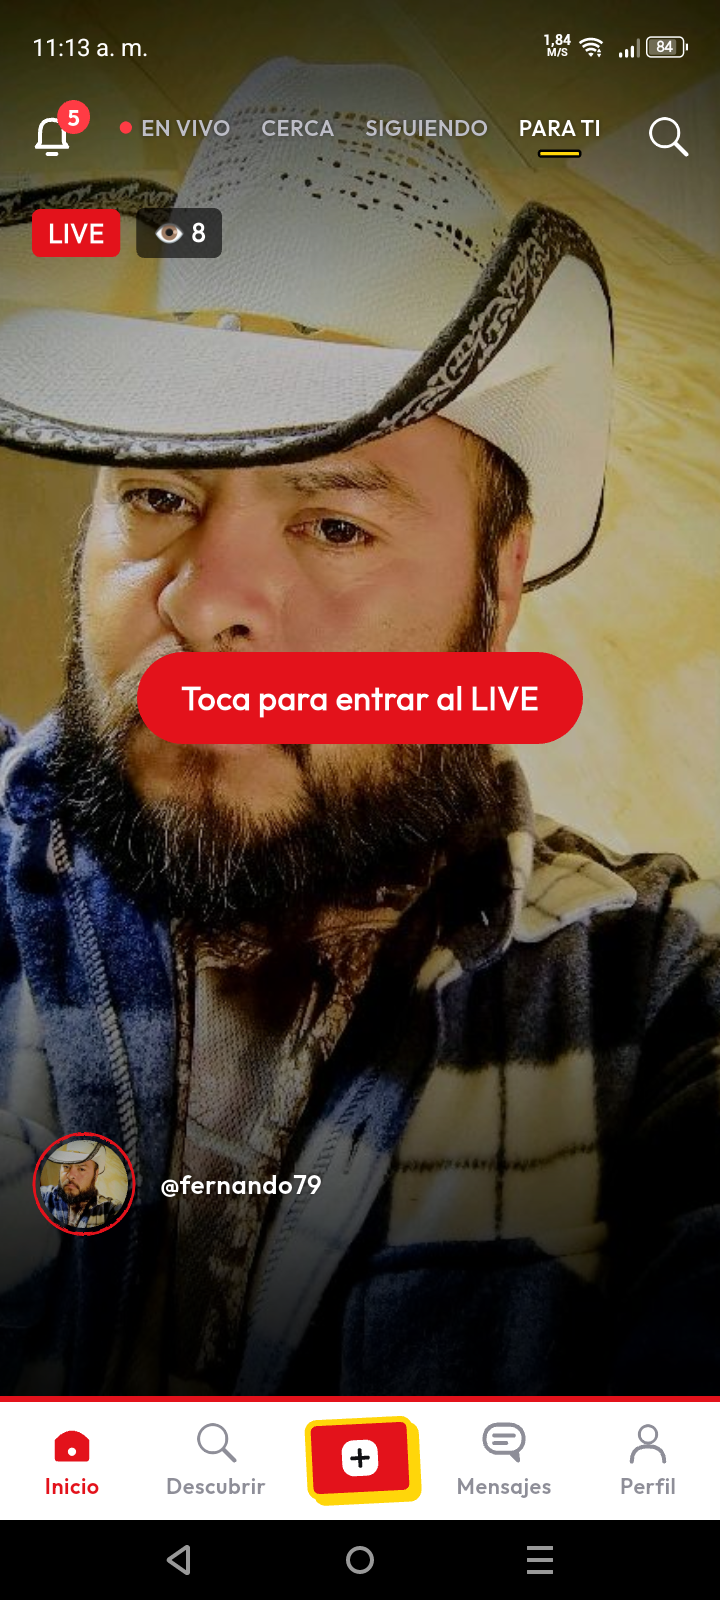 11:13 a. m.
1,84
M/S
84
5
EN VIVO
CERCA
SIGUIENDO
PARA TI
LIVE
8
Toca para entrar al LIVE
@fernando79
Inicio
Descubrir
Mensajes
Perfil